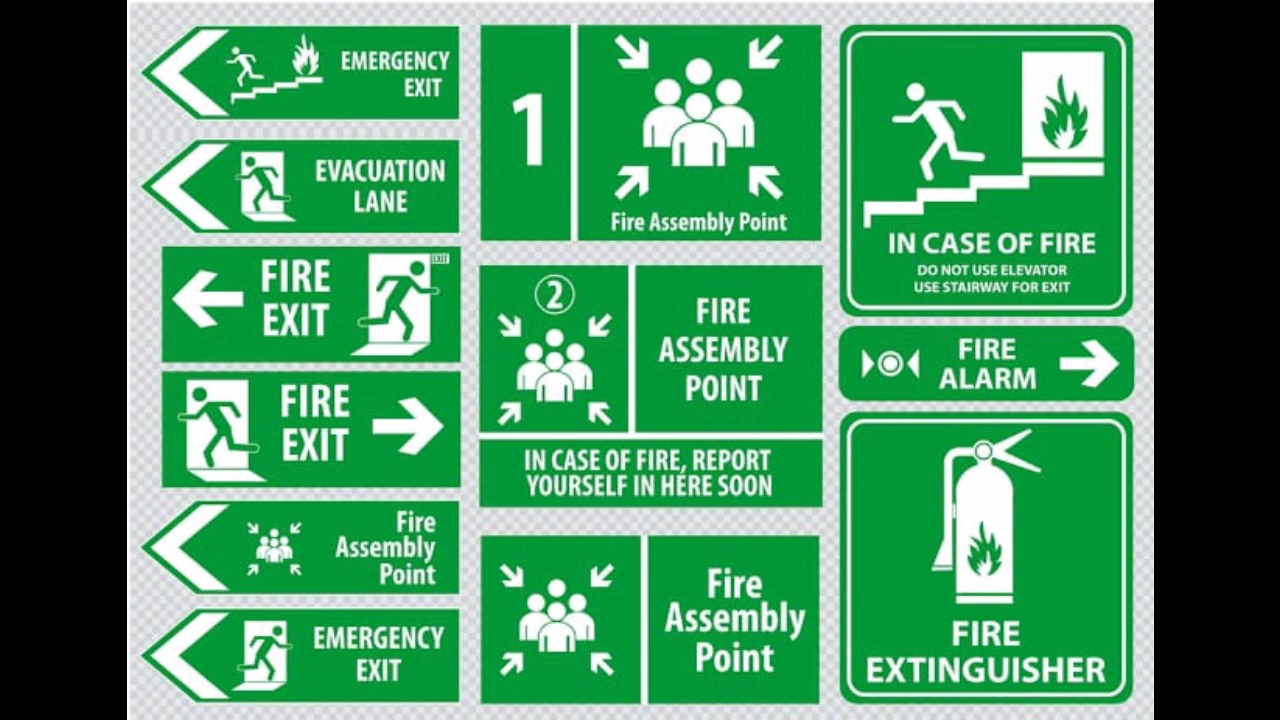 EMERGENCY
EXIT
EVACUATION
LANE
FIRE
EXIT
EXIT
FIRE
EXIT
Fire
Assembly
Point
EMERGENCY
EXIT
1
Fire Assembly Point
2
FIRE
ASSEMBLY
POINT
IN CASE OF FIRE, REPORT
YOURSELF IN HERE SOON
Fire
Assembly
Point
IN CASE OF FIRE
DO NOT USE ELEVATOR
USE STAIRWAY FOR EXIT
FIRE
ALARM
FIRE
EXTINGUISHER